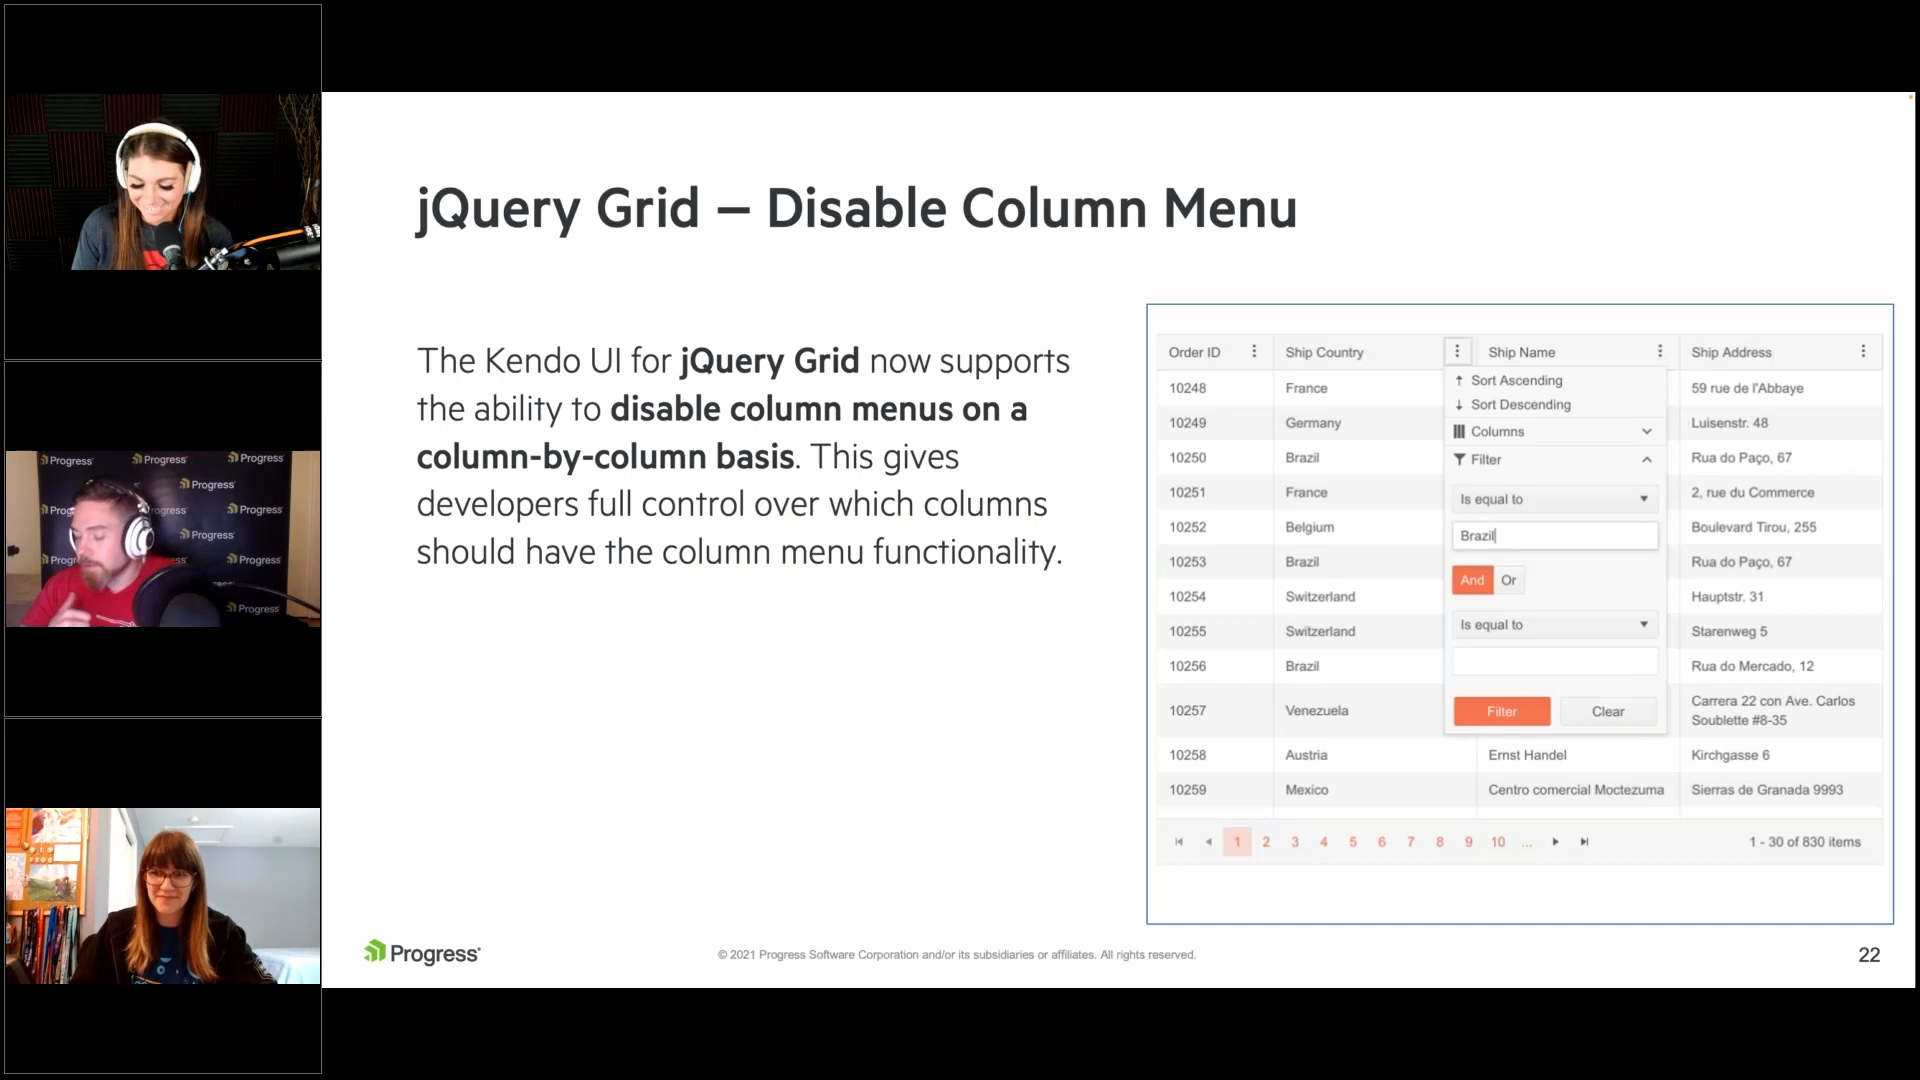 jQuery Grid – Disable Column Menu
The Kendo UI for jQuery Grid now supports
the ability to disable column menus on a
column-by-column basis. This gives
developers full control over which columns
should have the column menu functionality.
Order ID Ship Country Ship Name Ship Address
10248 France 59 rue de l'Abbaye
10249 Germany Luisenstr. 48
10250 Brazil Rua do Paço, 67
10251 France 2, rue du Commerce
10252 Belgium Boulevard Tirou, 255
10253 Brazil Rua do Paço, 67
10254 Switzerland Hauptstr. 31
10255 Switzerland Starenweg 5
10256 Brazil Rua do Mercado, 12
10257 Venezuela Carrera 22 con Ave. Carlos
Soublette #8-35
10258 Austria Ernst Handel Kirchgasse 6
10259 Mexico Centro comercial Moctezuma Sierras de Granada 9993
Sort Ascending
Sort Descending
Columns
Filter
Is equal to
Brazil
And Or
Is equal to
Filter Clear
1 2 3 4 5 6 7 8 9 10 ... 1 - 30 of 830 items
Progress
© 2021 Progress Software Corporation and/or its subsidiaries or affiliates. All rights reserved.
22
Progress Progress Progress
Progress
Prog rogress Progress
Progress
Prog ess Progress
Progress